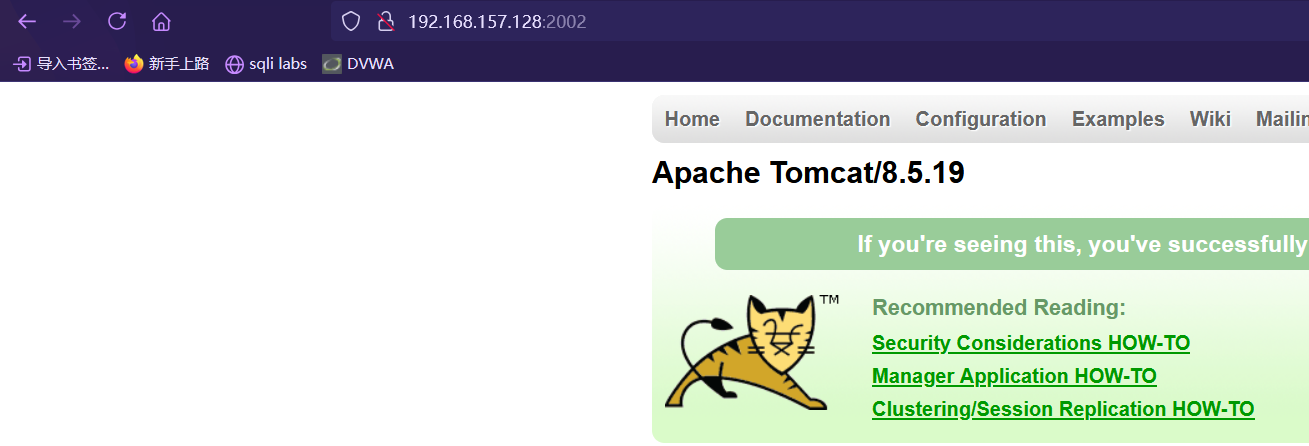 192.168.157.128:2002
导入书签... 新手上路 sqli labs DVWA
Home Documentation Configuration Examples Wiki Mailin
Apache Tomcat/8.5.19
If you're seeing this, you've successfully
TM
Recommended Reading:
Security Considerations HOW-TO
Manager Application HOW-TO
Clustering/Session Replication HOW-TO